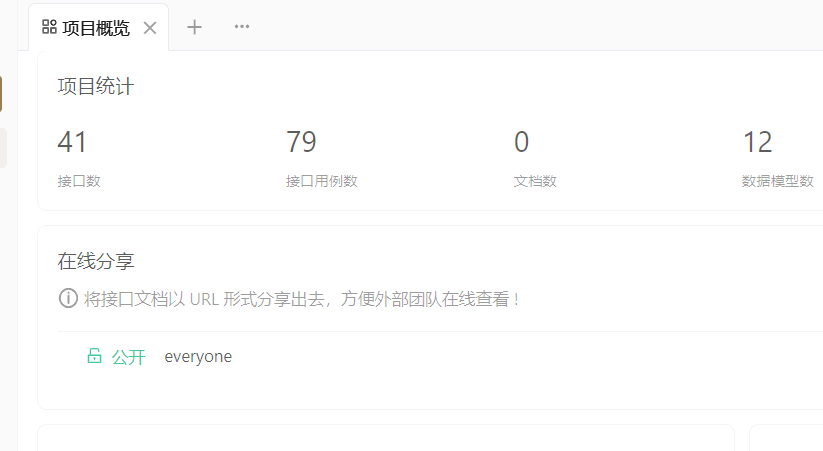 项目概览
项目统计
41 79 0 12
接口数 接口用例数 文档数 数据模型数
在线分享
将接口文档以 URL 形式分享出去，方便外部团队在线查看！
公开 everyone